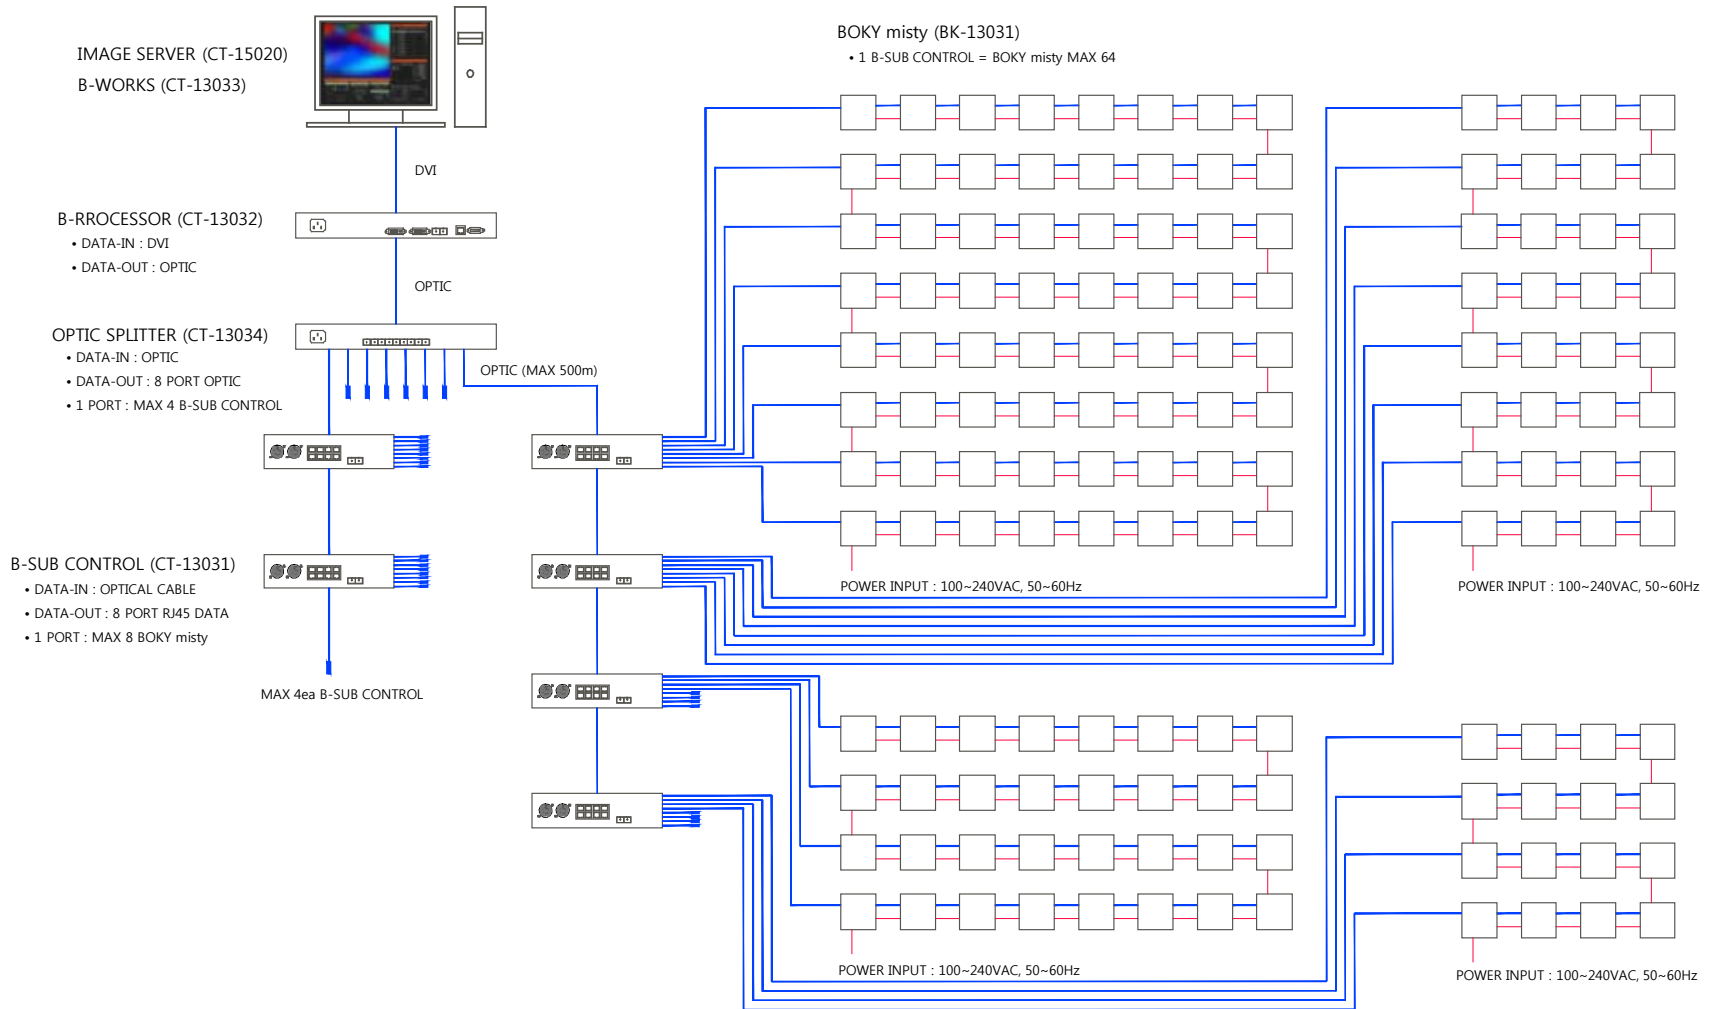 IMAGE SERVER (CT-15020)
B-WORKS (CT-13033)
DVI
B-RROCESSOR (CT-13032)
• DATA-IN : DVI
• DATA-OUT : OPTIC
OPTIC
OPTIC SPLITTER (CT-13034)
• DATA-IN : OPTIC
• DATA-OUT : 8 PORT OPTIC
• 1 PORT : MAX 4 B-SUB CONTROL
OPTIC (MAX 500m)
B-SUB CONTROL (CT-13031)
• DATA-IN : OPTICAL CABLE
• DATA-OUT : 8 PORT RJ45 DATA
• 1 PORT : MAX 8 BOKY misty
MAX 4ea B-SUB CONTROL
BOKY misty (BK-13031)
• 1 B-SUB CONTROL = BOKY misty MAX 64
POWER INPUT : 100~240VAC, 50~60Hz
POWER INPUT : 100~240VAC, 50~60Hz
POWER INPUT : 100~240VAC, 50~60Hz
POWER INPUT : 100~240VAC, 50~60Hz